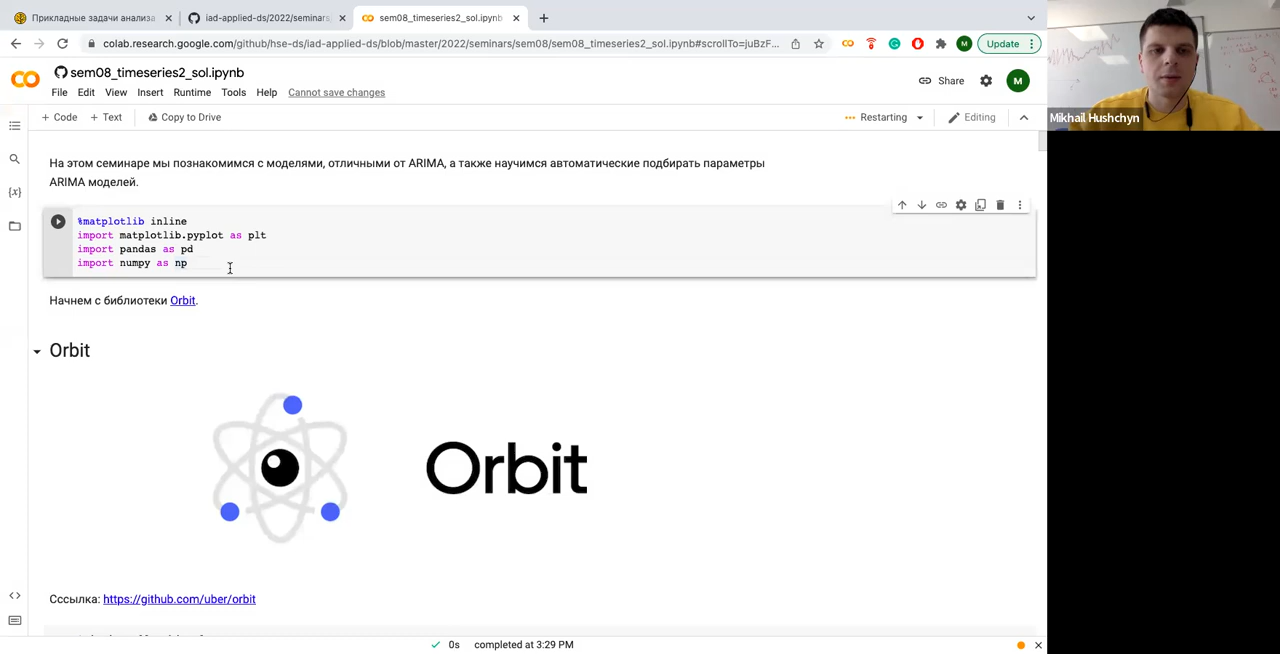 Прикладные задачи анализа
iad-applied-ds/2022/seminars
sem08_timeseries2_sol.ipynb
colab.research.google.com/github/hse-ds/iad-applied-ds/blob/master/2022/seminars/sem08/sem08_timeseries2_sol.ipynb#scrollTo=juBzF...
M
Update
sem08_timeseries2_sol.ipynb
File Edit View Insert Runtime Tools Help Cannot save changes
Share
M
+ Code + Text Copy to Drive
Restarting
Editing
На этом семинаре мы познакомимся с моделями, отличными от ARIMA, а также научимся автоматические подбирать параметры
ARIMA моделей.
%matplotlib inline
import matplotlib.pyplot as plt
import pandas as pd
import numpy as np
Начнем с библиотеки Orbit.
Orbit
Orbit
Сссылка: https://github.com/uber/orbit
0s completed at 3:29 PM
Mikhail Hushchyn